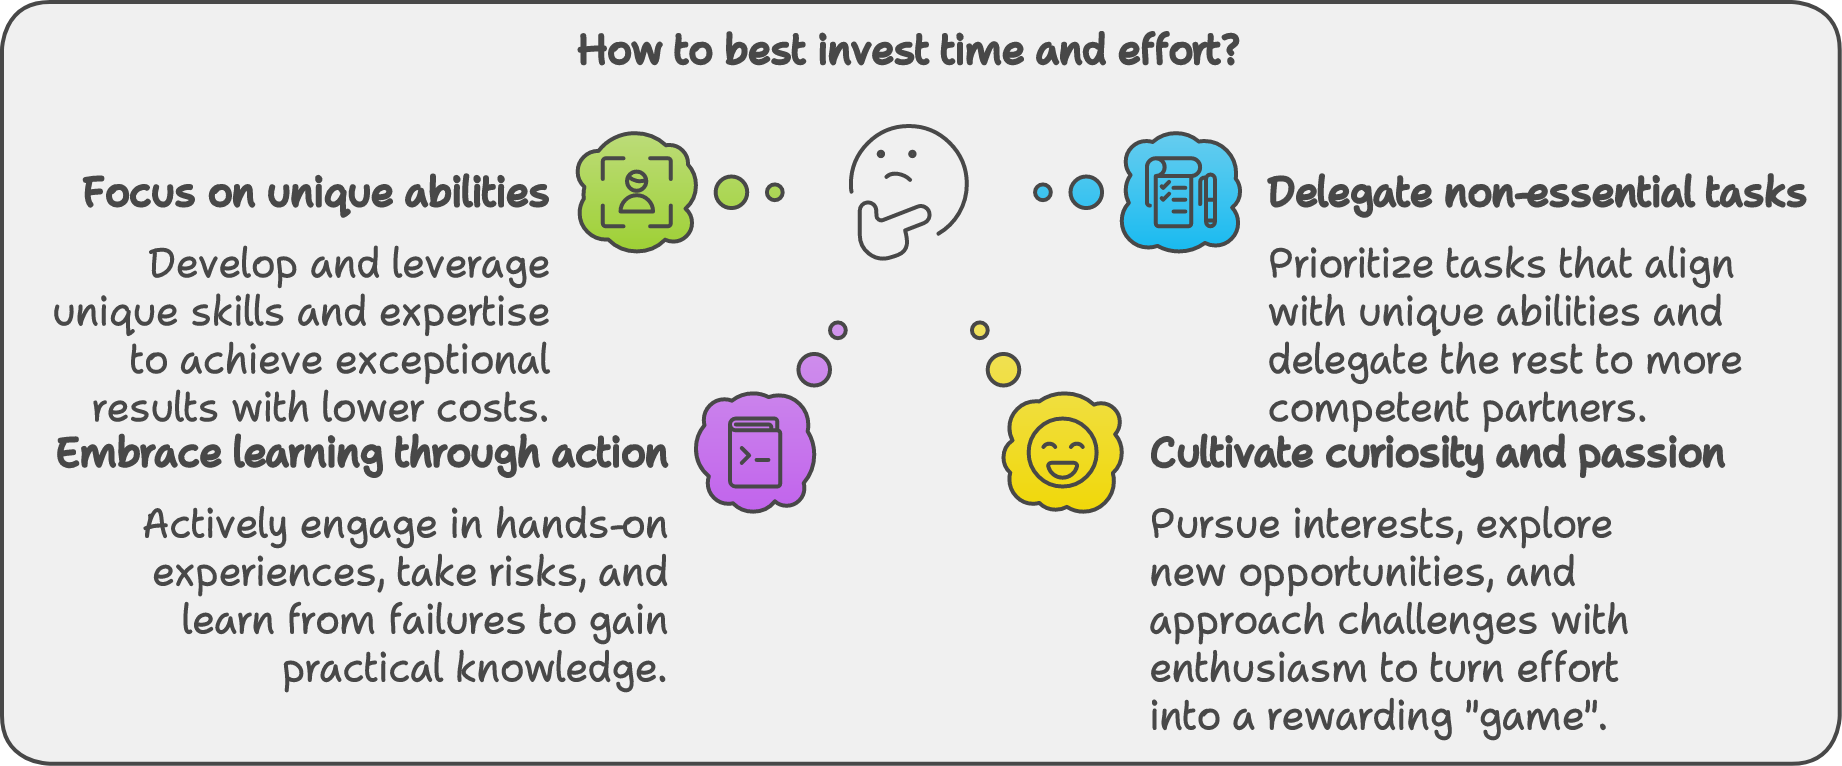 How to best invest time and effort?
Focus on unique abilities
Develop and leverage
unique skills and expertise
to achieve exceptional
results with lower costs.
Delegate non-essential tasks
Prioritize tasks that align
with unique abilities and
delegate the rest to more
competent partners.
Embrace learning through action
Actively engage in hands-on
experiences, take risks, and
learn from failures to gain
practical knowledge.
Cultivate curiosity and passion
Pursue interests, explore
new opportunities, and
approach challenges with
enthusiasm to turn effort
into a rewarding "game".